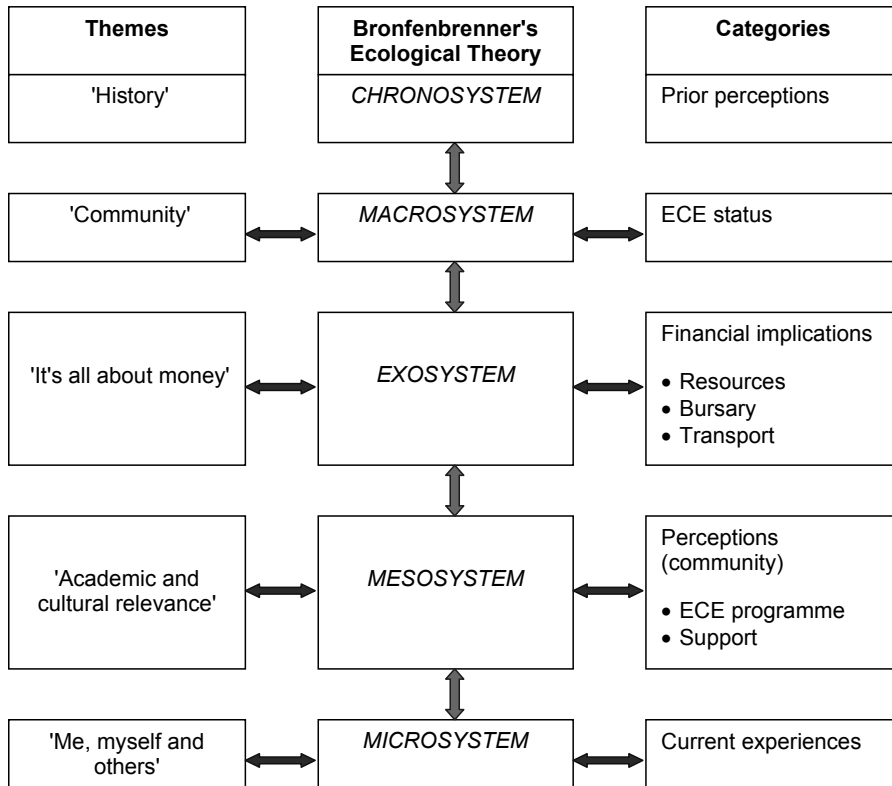 Themes
Bronfenbrenner's
Ecological Theory
Categories
'History'
CHRONOSYSTEM
Prior perceptions
'Community'
MACROSYSTEM
ECE status
'It's all about money'
EXOSYSTEM
Financial implications
• Resources
• Bursary
• Transport
'Academic and
cultural relevance'
MESOSYSTEM
Perceptions
(community)
• ECE programme
• Support
'Me, myself and
others'
MICROSYSTEM
Current experiences